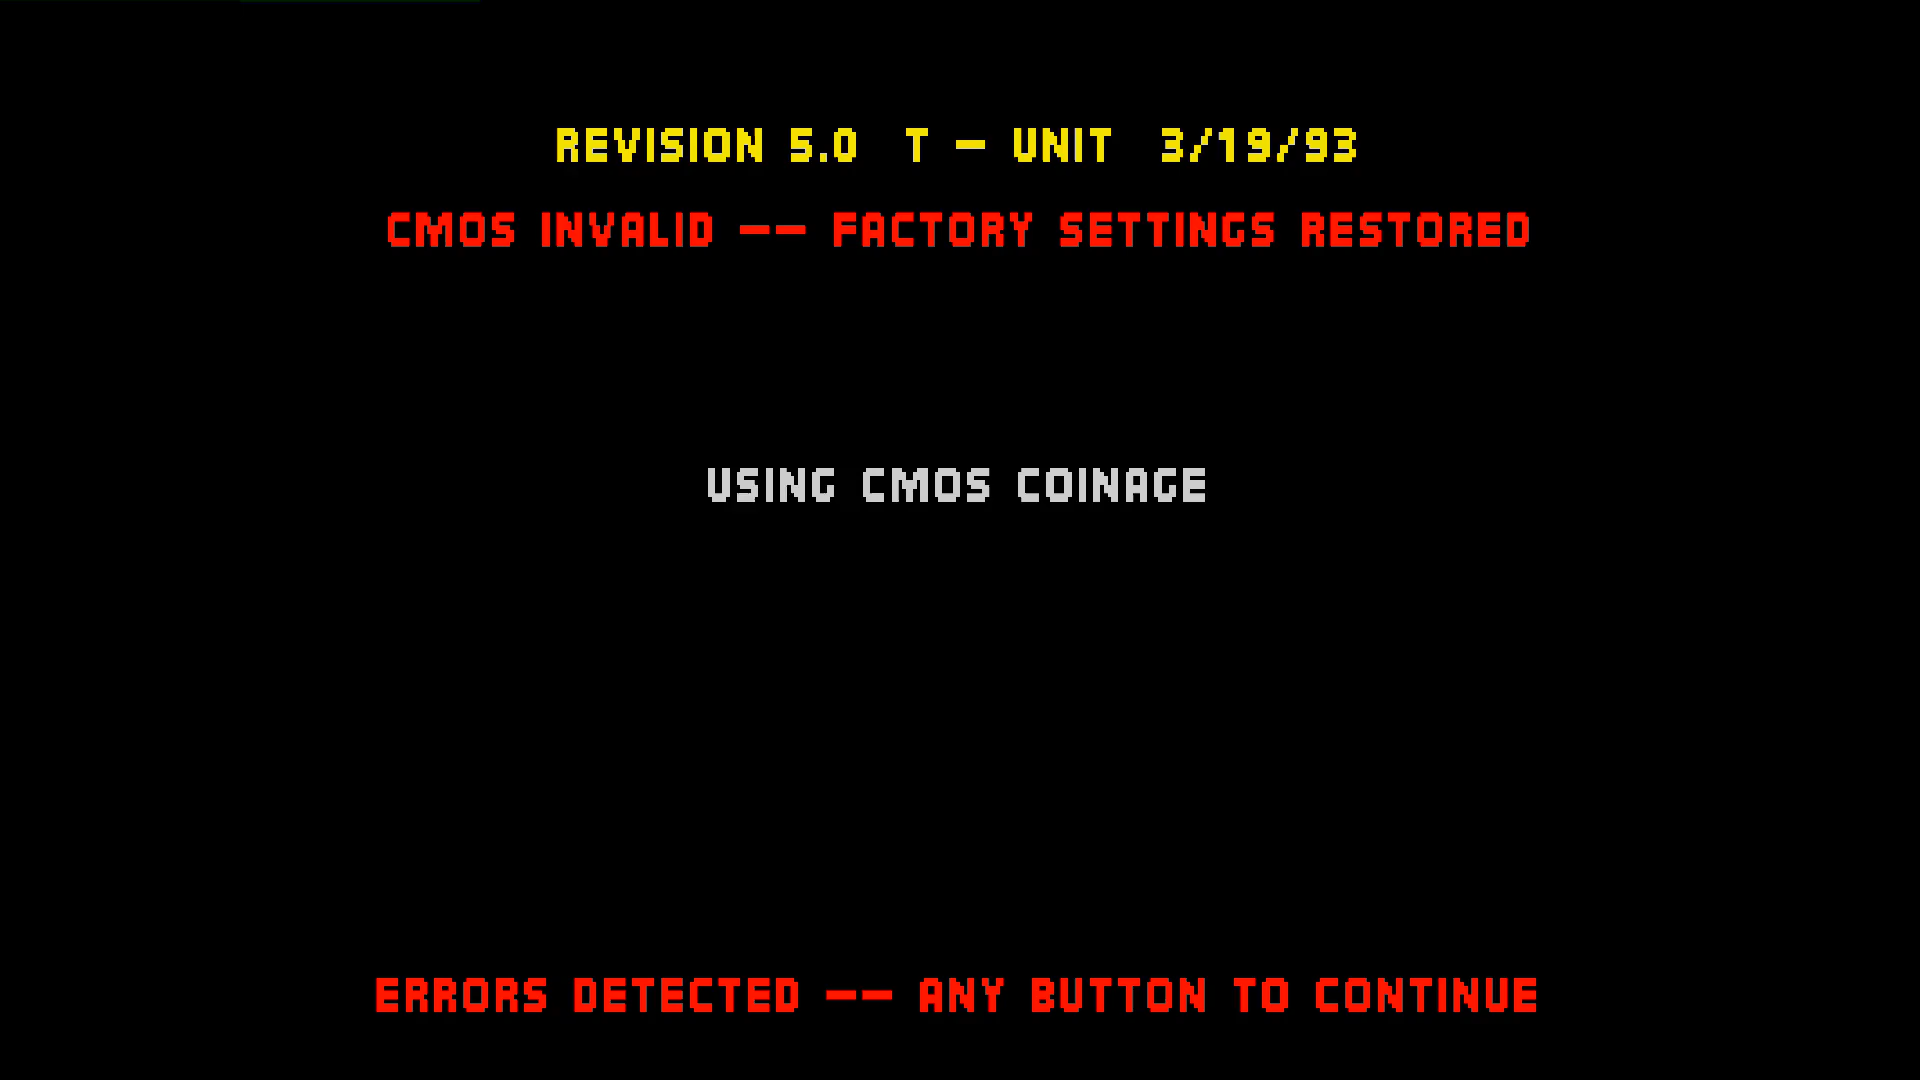 REVISION 5.0 T - UNIT 3/19/93
CMOS INVALID -- FACTORY SETTINGS RESTORED
USING CMOS COINAGE
ERRORS DETECTED -- ANY BUTTON TO CONTINUE